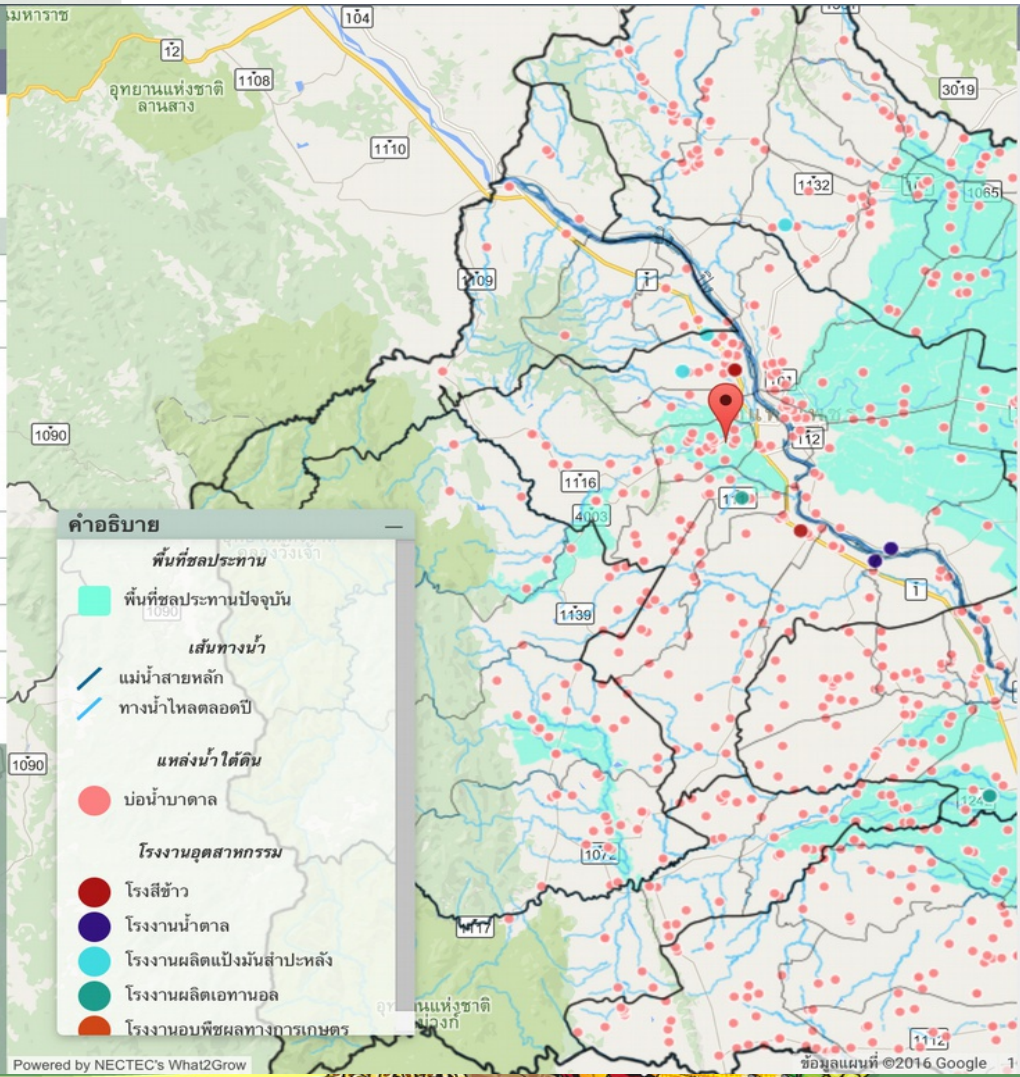 มหาราช
104
12
1108
อุทยานแห่งชาติ
ลานสาง
3019
1110
1132
1065
1109
1
1090
112
1116
4003
คำอธิบาย
พื้นที่ชลประทาน
พื้นที่ชลประทานปัจจุบัน
1090
1
1139
เส้นทางน้ำ
แม่น้ำสายหลัก
ทางน้ำไหลตลอดปี
1090
แหล่งน้ำใต้ดิน
บ่อน้ำบาดาล
โรงงานอุตสาหกรรม
1072
โรงสีข้าว
โรงงานน้ำตาล
1117
โรงงานผลิตแป้งมันสำปะหลัง
โรงงานผลิตเอทานอล
โรงงานอบพืชผลทางการเกษตร
1112
Powered by NECTEC's What2Grow
ข้อมูลแผนที่ ©2016 Google